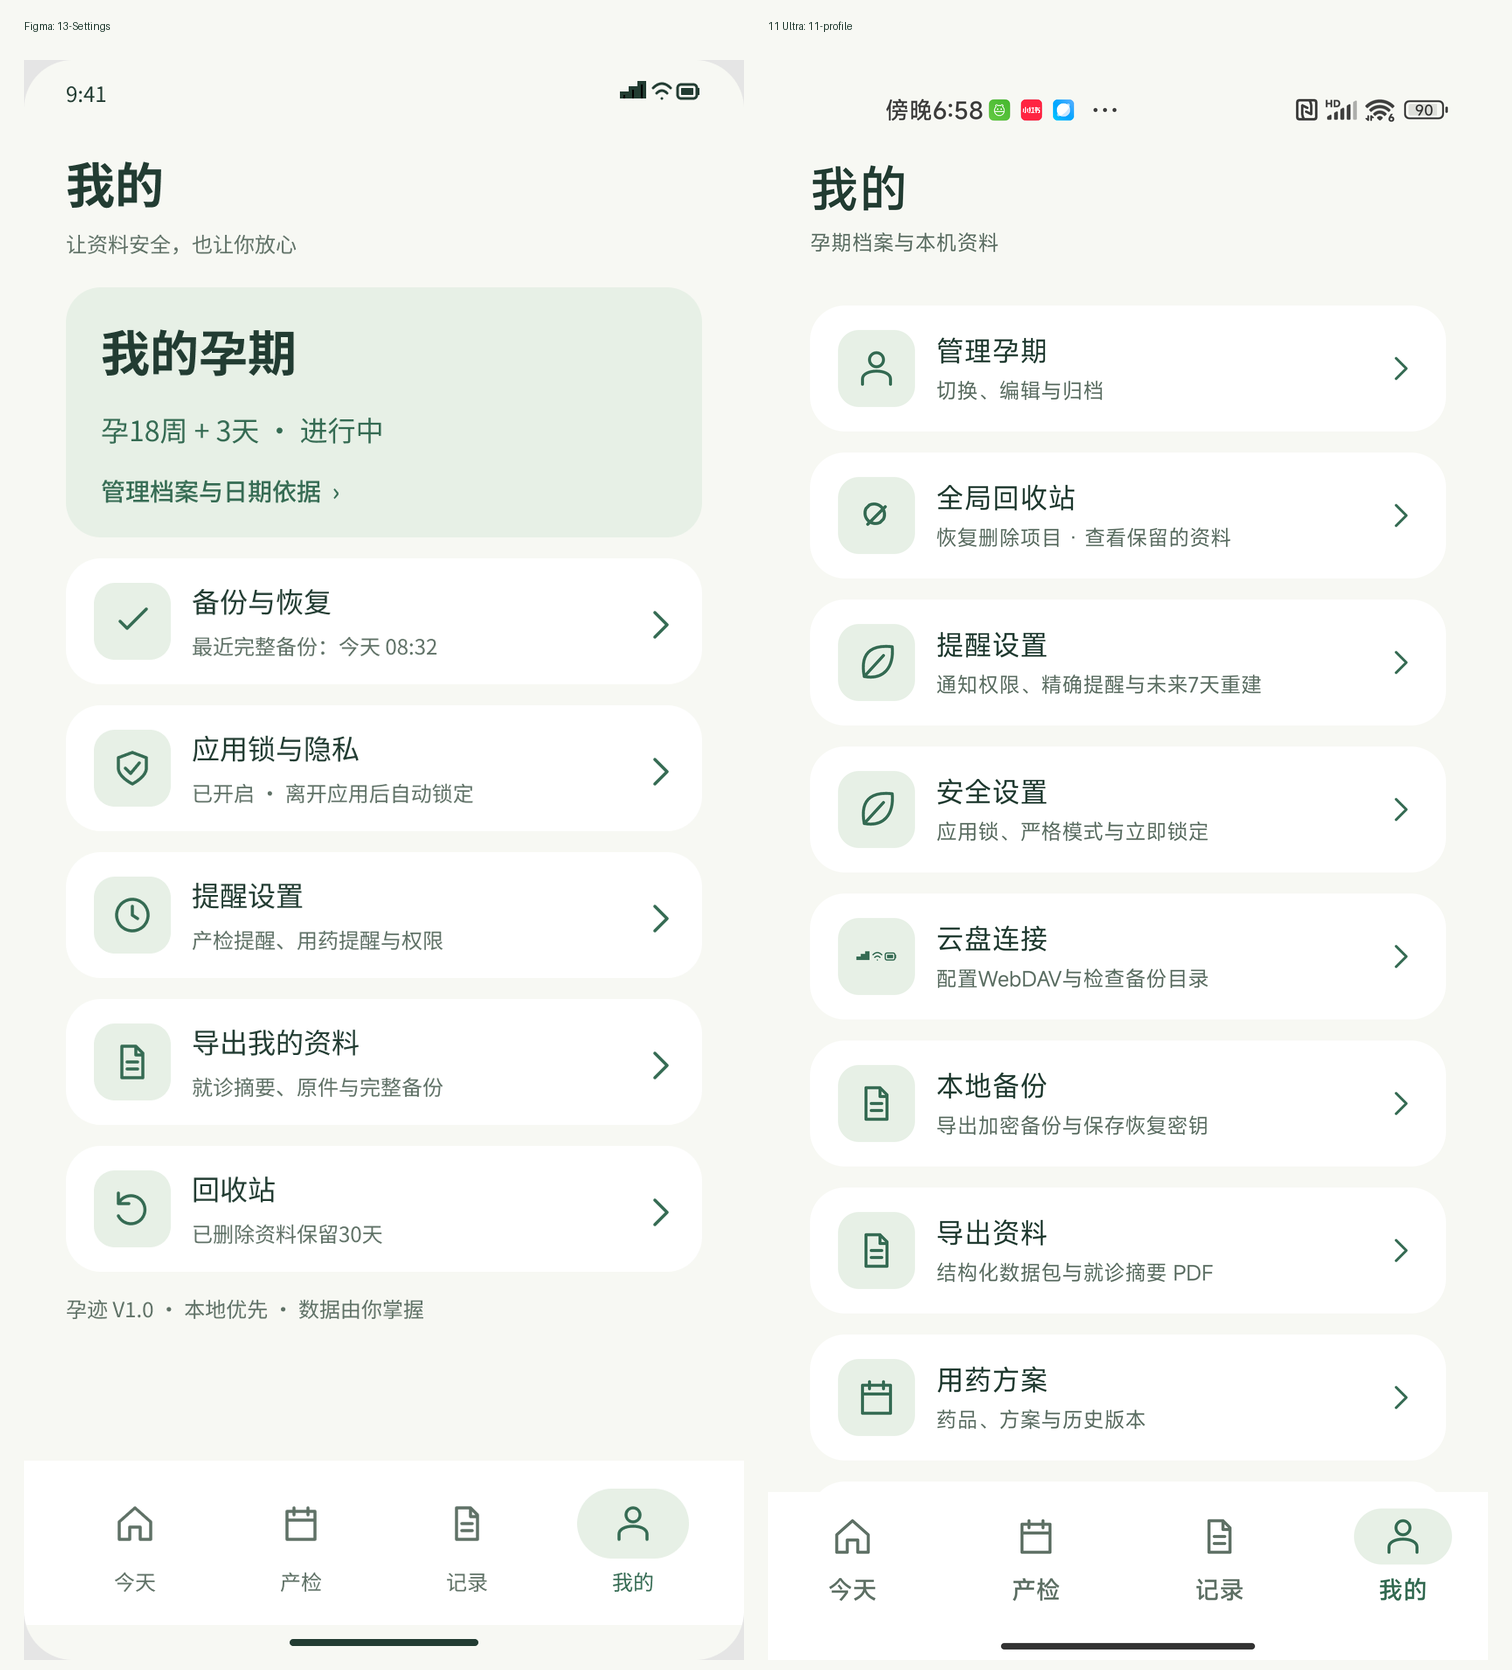 Figma: 13-Settings
9:41
我的
让资料安全，也让你放心
我的孕期
孕18周 + 3天 • 进行中
管理档案与日期依据 ›
备份与恢复
最近完整备份：今天 08:32
应用锁与隐私
已开启 • 离开应用后自动锁定
提醒设置
产检提醒、用药提醒与权限
导出我的资料
就诊摘要、原件与完整备份
回收站
已删除资料保留30天
孕迹 V1.0 • 本地优先 • 数据由你掌握
今天 产检 记录 我的
11 Ultra: 11-profile
傍晚6:58 小红书 ··· HD 6 90
我的
孕期档案与本机资料
管理孕期
切换、编辑与归档
全局回收站
恢复删除项目 · 查看保留的资料
提醒设置
通知权限、精确提醒与未来7天重建
安全设置
应用锁、严格模式与立即锁定
云盘连接
配置WebDAV与检查备份目录
本地备份
导出加密备份与保存恢复密钥
导出资料
结构化数据包与就诊摘要 PDF
用药方案
药品、方案与历史版本
今天 产检 记录 我的